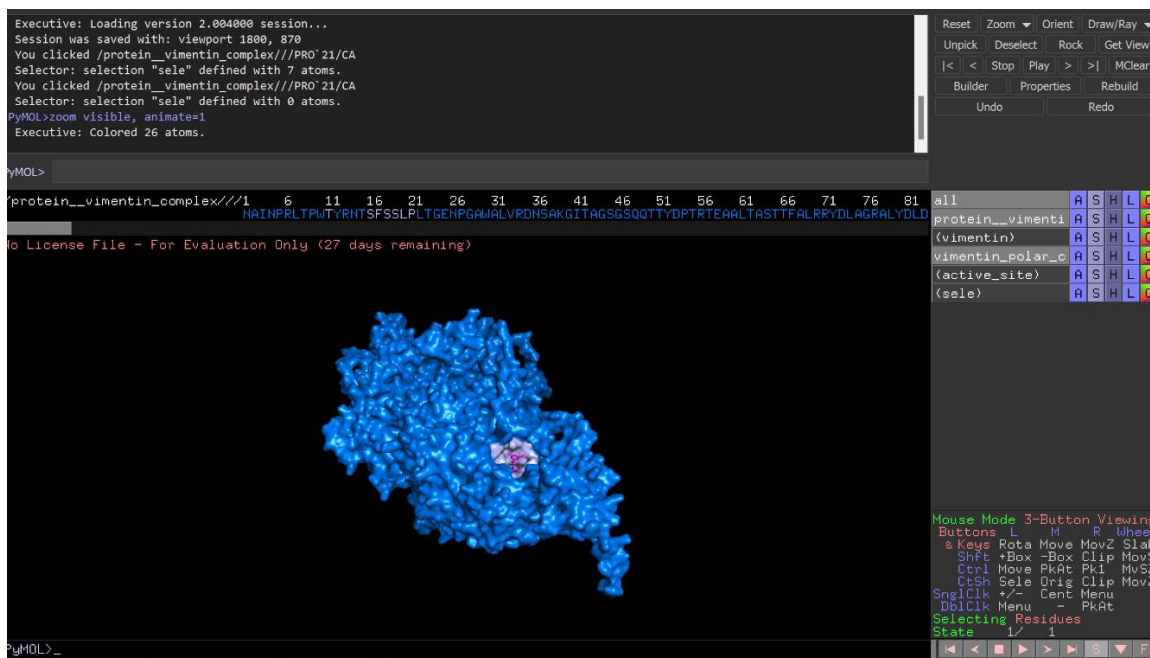 Executive: Loading version 2.004000 session...
Session was saved with: viewport 1800, 870
You clicked /protein__vimentin_complex///PRO`21/CA
Selector: selection "sele" defined with 7 atoms.
You clicked /protein__vimentin_complex///PRO`21/CA
Selector: selection "sele" defined with 0 atoms.
PyMOL>zoom visible, animate=1
Executive: Colored 26 atoms.
PyMOL>
Reset Zoom Orient Draw/Ray
Unpick Deselect Rock Get View
|< < Stop Play > >| MClear
Builder Properties Rebuild
Undo Redo
/protein__vimentin_complex///1 6 11 16 21 26 31 36 41 46 51 56 61 66 71 76 81
NAINPRLTPWTYRNTSFSSLPLTGENPGAWALVRDNSAKGITAGSGSQQTTYDPTRTEAALTASTTFALRRYDLAGRALYDLD
No License File - For Evaluation Only (27 days remaining)
all A S H L C
protein__vimenti A S H L C
(vimentin) A S H L C
vimentin_polar_c A S H L C
(active_site) A S H L C
(sele) A S H L C
Mouse Mode 3-Button Viewing
Buttons L M R Wheel
& Keys Rota Move MovZ Slab
Shft +Box -Box Clip MovS
Ctrl Move PkAt Pk1 MvSZ
CtSh Sele Orig Clip MovZ
SnglClk +/- Cent Menu
DblClk Menu - PkAt
Selecting Residues
State 1/ 1
PyMOL>_
S F